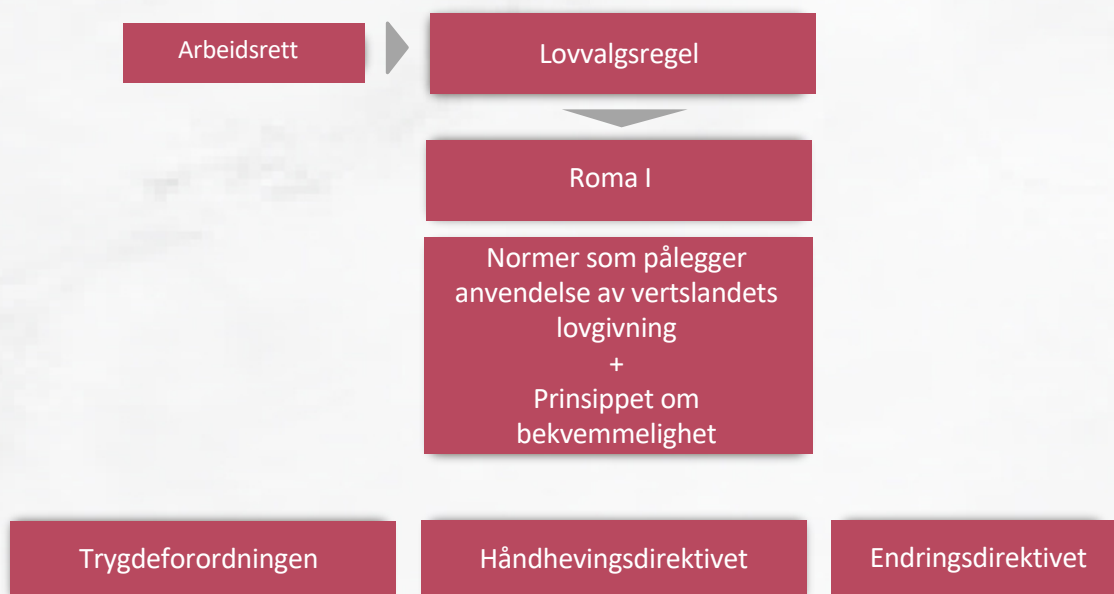 Arbeidsrett
Lovvalgsregel
Roma I
Normer som pålegger
anvendelse av vertslandets
lovgivning
+
Prinsippet om
bekvemmelighet
Trygdeforordningen
Håndhevingsdirektivet
Endringsdirektivet